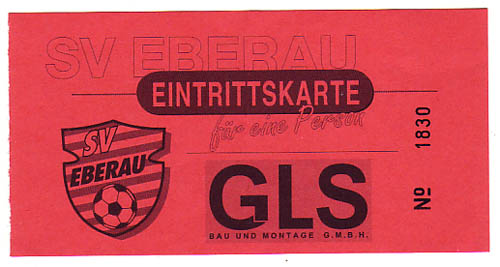 SV EBERAU
EINTRITTSKARTE
für eine Person
SV
EBERAU
GLS
BAU UND MONTAGE G.M.B.H.
No 1830